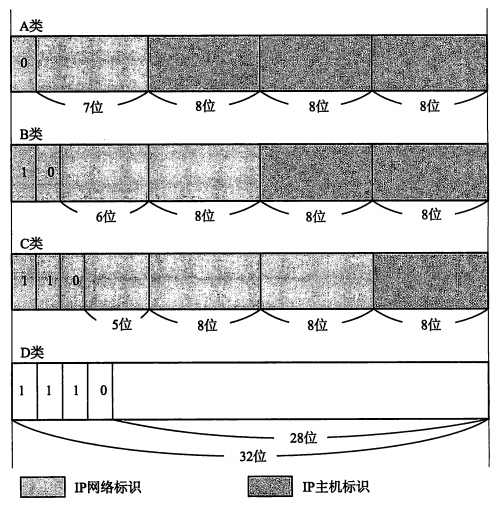 A类
0
7位 8位 8位 8位
B类
1 0
6位 8位 8位 8位
C类
1 1 0
5位 8位 8位 8位
D类
1 1 1 0
28位
32位
IP网络标识 IP主机标识